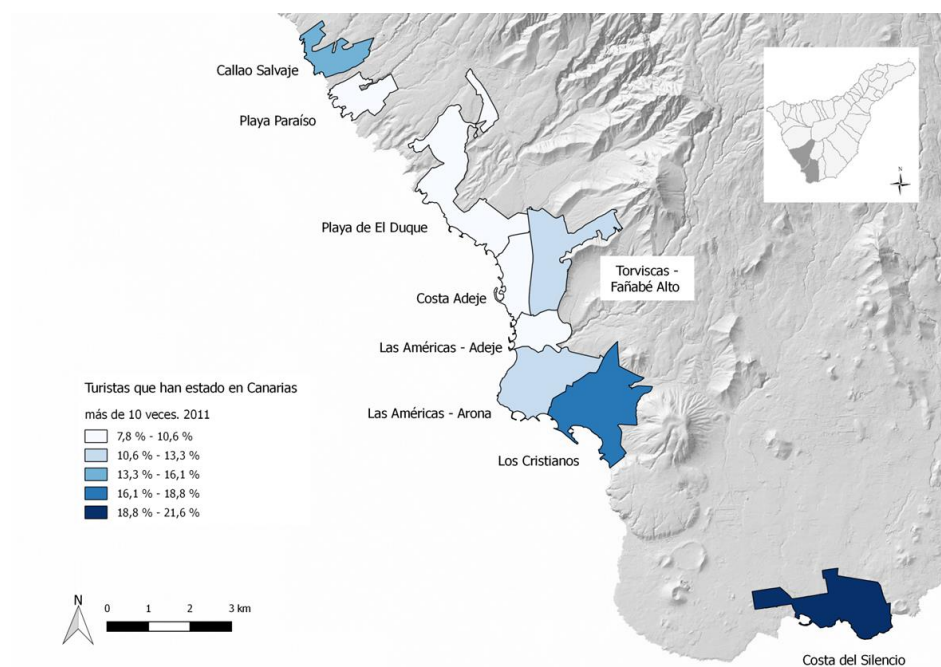 Callao Salvaje
Playa Paraíso
Playa de El Duque
Torviscas -
Fañabé Alto
Costa Adeje
Las Américas - Adeje
Las Américas - Arona
Los Cristianos
Costa del Silencio
Turistas que han estado en Canarias
más de 10 veces. 2011
7,8 % - 10,6 %
10,6 % - 13,3 %
13,3 % - 16,1 %
16,1 % - 18,8 %
18,8 % - 21,6 %
N
0 1 2 3 km
N